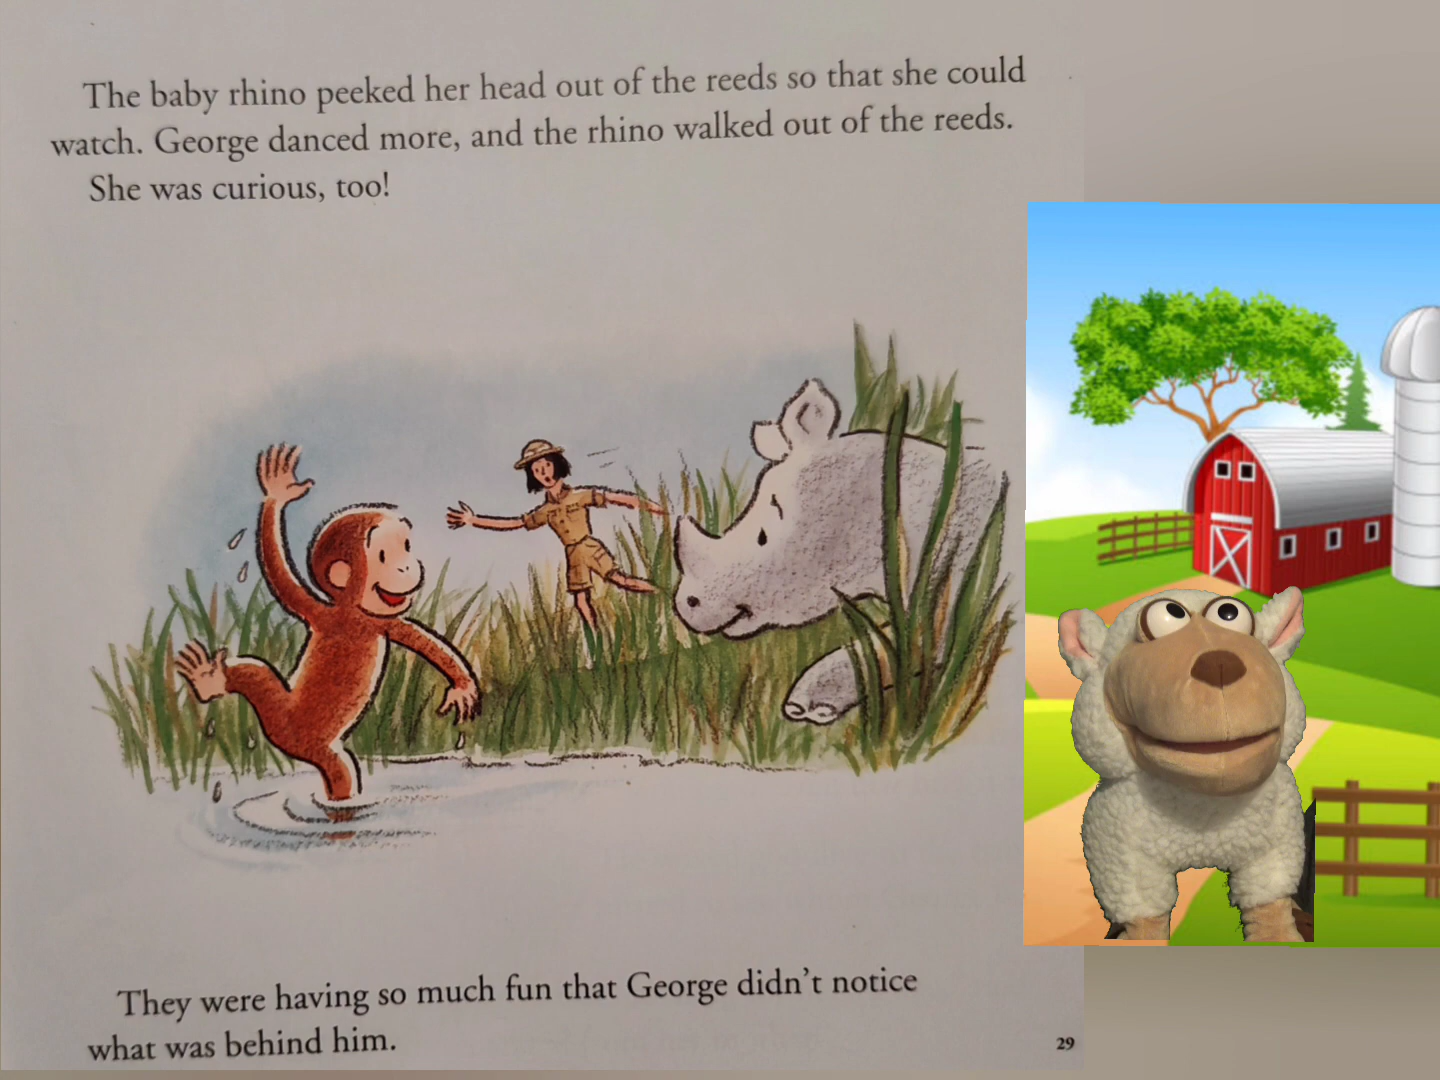 The baby rhino peeked her head out of the reeds so that she could
watch. George danced more, and the rhino walked out of the reeds.
She was curious, too!
They were having so much fun that George didn't notice
what was behind him.
29